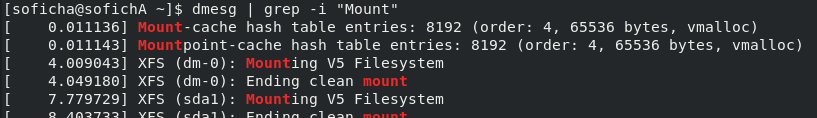 [soficha@sofichA ~]$ dmesg | grep -i "Mount"
[    0.011136] Mount-cache hash table entries: 8192 (order: 4, 65536 bytes, vmalloc)
[    0.011143] Mountpoint-cache hash table entries: 8192 (order: 4, 65536 bytes, vmalloc)
[    4.009043] XFS (dm-0): Mounting V5 Filesystem
[    4.049180] XFS (dm-0): Ending clean mount
[    7.779729] XFS (sda1): Mounting V5 Filesystem
[    8.403733] XFS (sda1): Ending clean mount